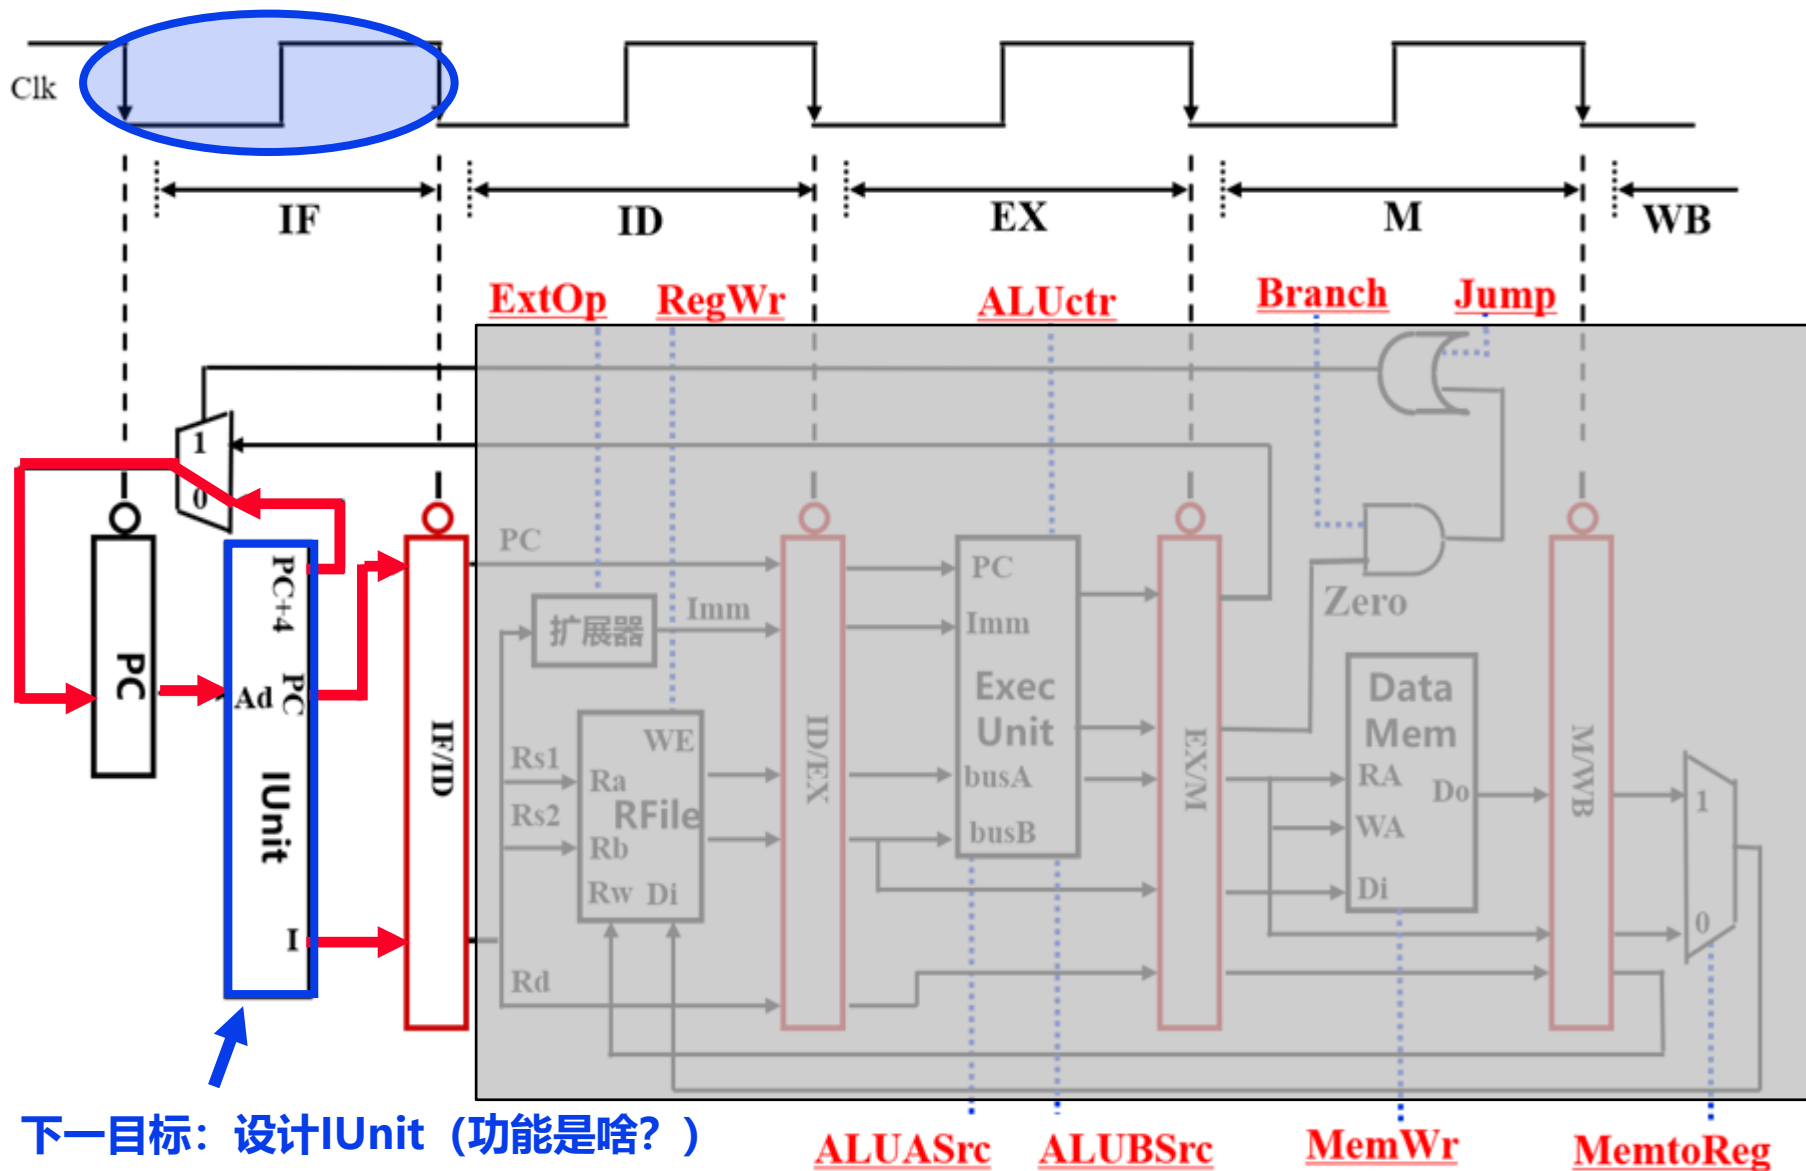 Clk
IF
ID
EX
M
WB
ExtOp
RegWr
ALUctr
Branch
Jump
1
0
PC
PC+4
Ad
PC
IUnit
I
IF/ID
PC
扩展器
Imm
Rs1
Rs2
WE
Ra
RFile
Rb
Rw Di
Rd
ID/EX
PC
Imm
Exec
Unit
busA
busB
EX/M
Zero
Data
Mem
RA
Do
WA
Di
M/WB
1
0
下一目标：设计IUnit（功能是啥？）
ALUASrc
ALUBSrc
MemWr
MemtoReg